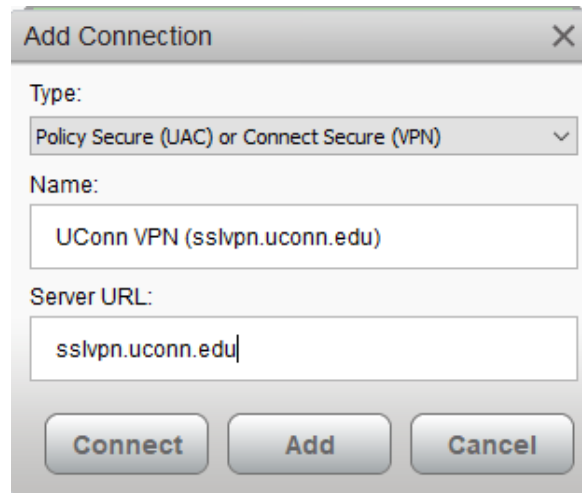 Add Connection
Type:
Policy Secure (UAC) or Connect Secure (VPN)
Name:
UConn VPN (sslvpn.uconn.edu)
Server URL:
sslvpn.uconn.edu
Connect Add Cancel